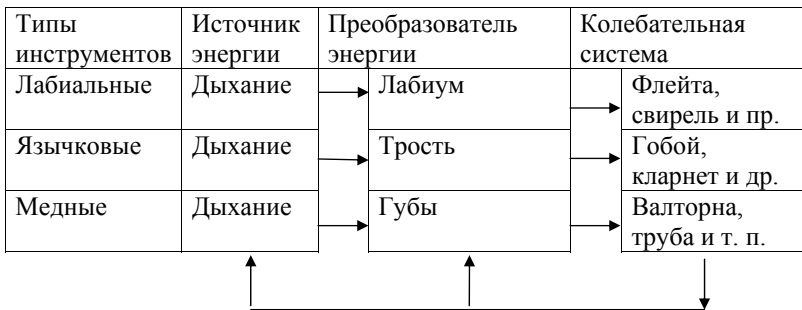 Типы Источник Преобразователь Колебательная
инструментов энергии энергии система
Лабиальные Дыхание Лабиум Флейта,
свирель и пр.
Язычковые Дыхание Трость Гобой,
кларнет и др.
Медные Дыхание Губы Валторна,
труба и т. п.